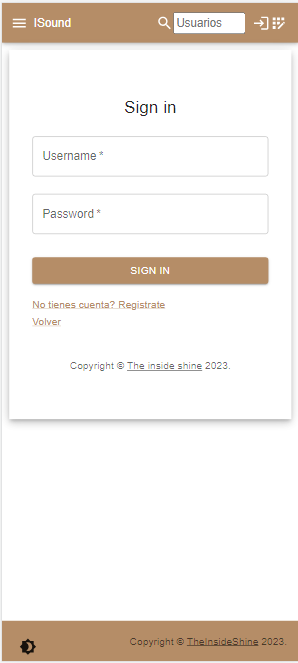 ISound Usuarios
Sign in
Username *
Password *
SIGN IN
No tienes cuenta? Registrate
Volver
Copyright © The inside shine 2023.
Copyright © TheInsideShine 2023.